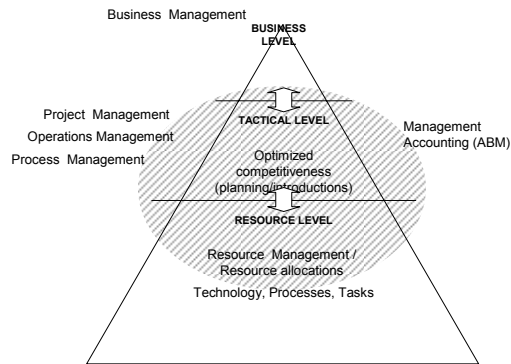 Business Management
BUSINESS
LEVEL
Project Management
Operations Management
Process Management
TACTICAL LEVEL
Management
Accounting (ABM)
Optimized
competitiveness
(planning/introductions)
RESOURCE LEVEL
Resource Management /
Resource allocations
Technology, Processes, Tasks